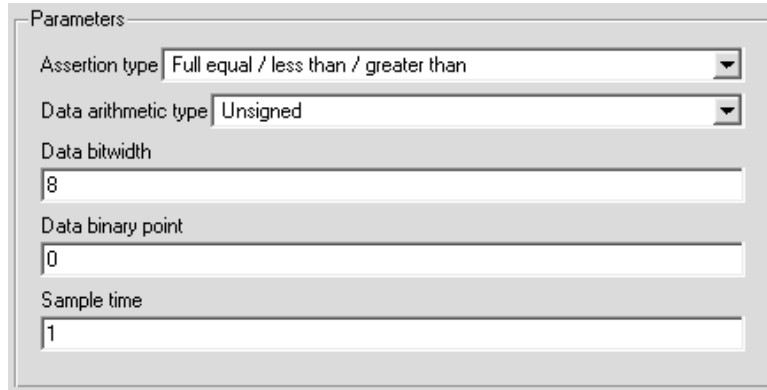 Parameters
Assertion type Full equal / less than / greater than
Data arithmetic type Unsigned
Data bitwidth
8
Data binary point
0
Sample time
1